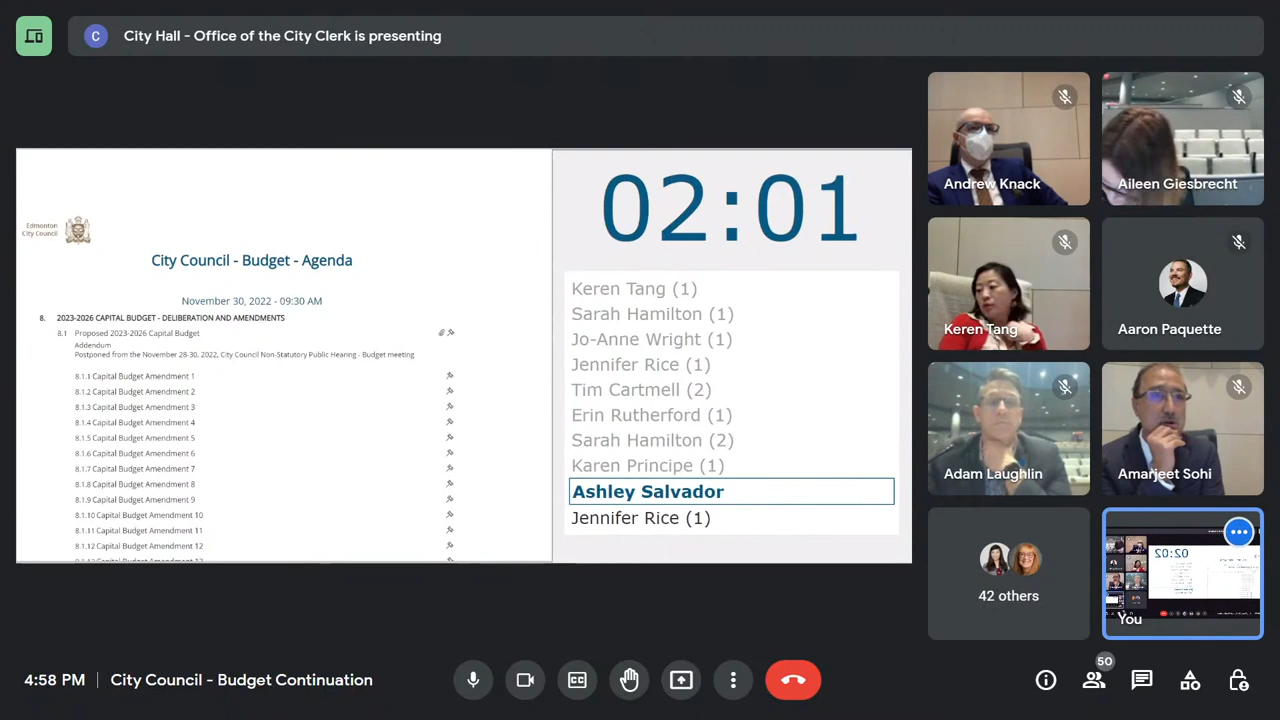 C
City Hall - Office of the City Clerk is presenting
Edmonton
City Council
City Council - Budget - Agenda
November 30, 2022 - 09:30 AM
8. 2023-2026 CAPITAL BUDGET - DELIBERATION AND AMENDMENTS
8.1 Proposed 2023-2026 Capital Budget
Addendum
Postponed from the November 28-30, 2022, City Council Non-Statutory Public Hearing - Budget meeting
8.1.1 Capital Budget Amendment 1
8.1.2 Capital Budget Amendment 2
8.1.3 Capital Budget Amendment 3
8.1.4 Capital Budget Amendment 4
8.1.5 Capital Budget Amendment 5
8.1.6 Capital Budget Amendment 6
8.1.7 Capital Budget Amendment 7
8.1.8 Capital Budget Amendment 8
8.1.9 Capital Budget Amendment 9
8.1.10 Capital Budget Amendment 10
8.1.11 Capital Budget Amendment 11
8.1.12 Capital Budget Amendment 12
02:01
Keren Tang (1)
Sarah Hamilton (1)
Jo-Anne Wright (1)
Jennifer Rice (1)
Tim Cartmell (2)
Erin Rutherford (1)
Sarah Hamilton (2)
Karen Principe (1)
Ashley Salvador
Jennifer Rice (1)
Andrew Knack
Aileen Giesbrecht
Keren Tang
Aaron Paquette
Adam Laughlin
Amarjeet Sohi
42 others
20:20
You
4:58 PM | City Council - Budget Continuation
50